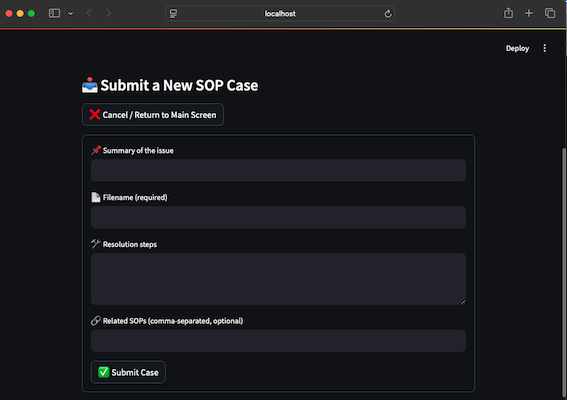 localhost
Deploy
Submit a New SOP Case
Cancel / Return to Main Screen
Summary of the issue
Filename (required)
Resolution steps
Related SOPs (comma-separated, optional)
Submit Case